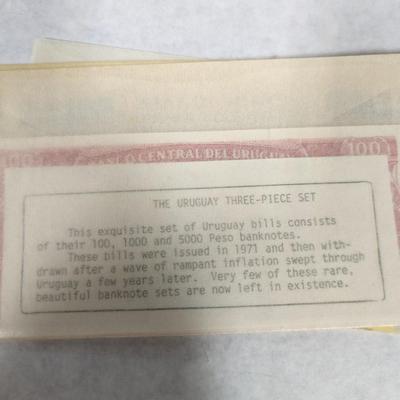 100 BANCO CENTRAL DEL URUGUAY 100
THE URUGUAY THREE-PIECE SET
This exquisite set of Uruguay bills consists
of their 100, 1000 and 5000 Peso banknotes.
These bills were issued in 1971 and then with-
drawn after a wave of rampant inflation swept through
Uruguay a few years later. Very few of these rare,
beautiful banknote sets are now left in existence.